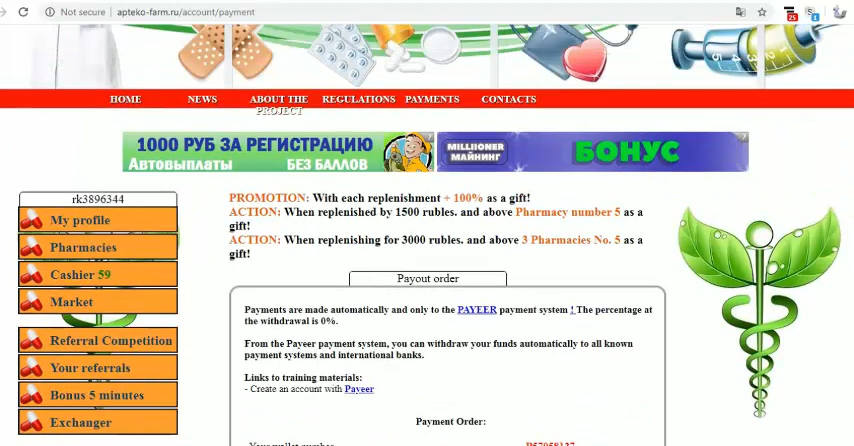 Not secure | apteko-farm.ru/account/payment
25
HOME NEWS ABOUT THE PROJECT REGULATIONS PAYMENTS CONTACTS
1000 РУБ ЗА РЕГИСТРАЦИЮ
Автовыплаты БЕЗ БАЛЛОВ
MILLIONER
МАЙНИНГ
БОНУС
rk3896344
My profile
Pharmacies
Cashier 59
Market
Referral Competition
Your referrals
Bonus 5 minutes
Exchanger
PROMOTION: With each replenishment + 100% as a gift!
ACTION: When replenished by 1500 rubles. and above Pharmacy number 5 as a
gift!
ACTION: When replenishing for 3000 rubles. and above 3 Pharmacies No. 5 as a
gift!
Payout order
Payments are made automatically and only to the PAYEER payment system ! The percentage at
the withdrawal is 0%.
From the Payeer payment system, you can withdraw your funds automatically to all known
payment systems and international banks.
Links to training materials:
- Create an account with Payeer
Payment Order: